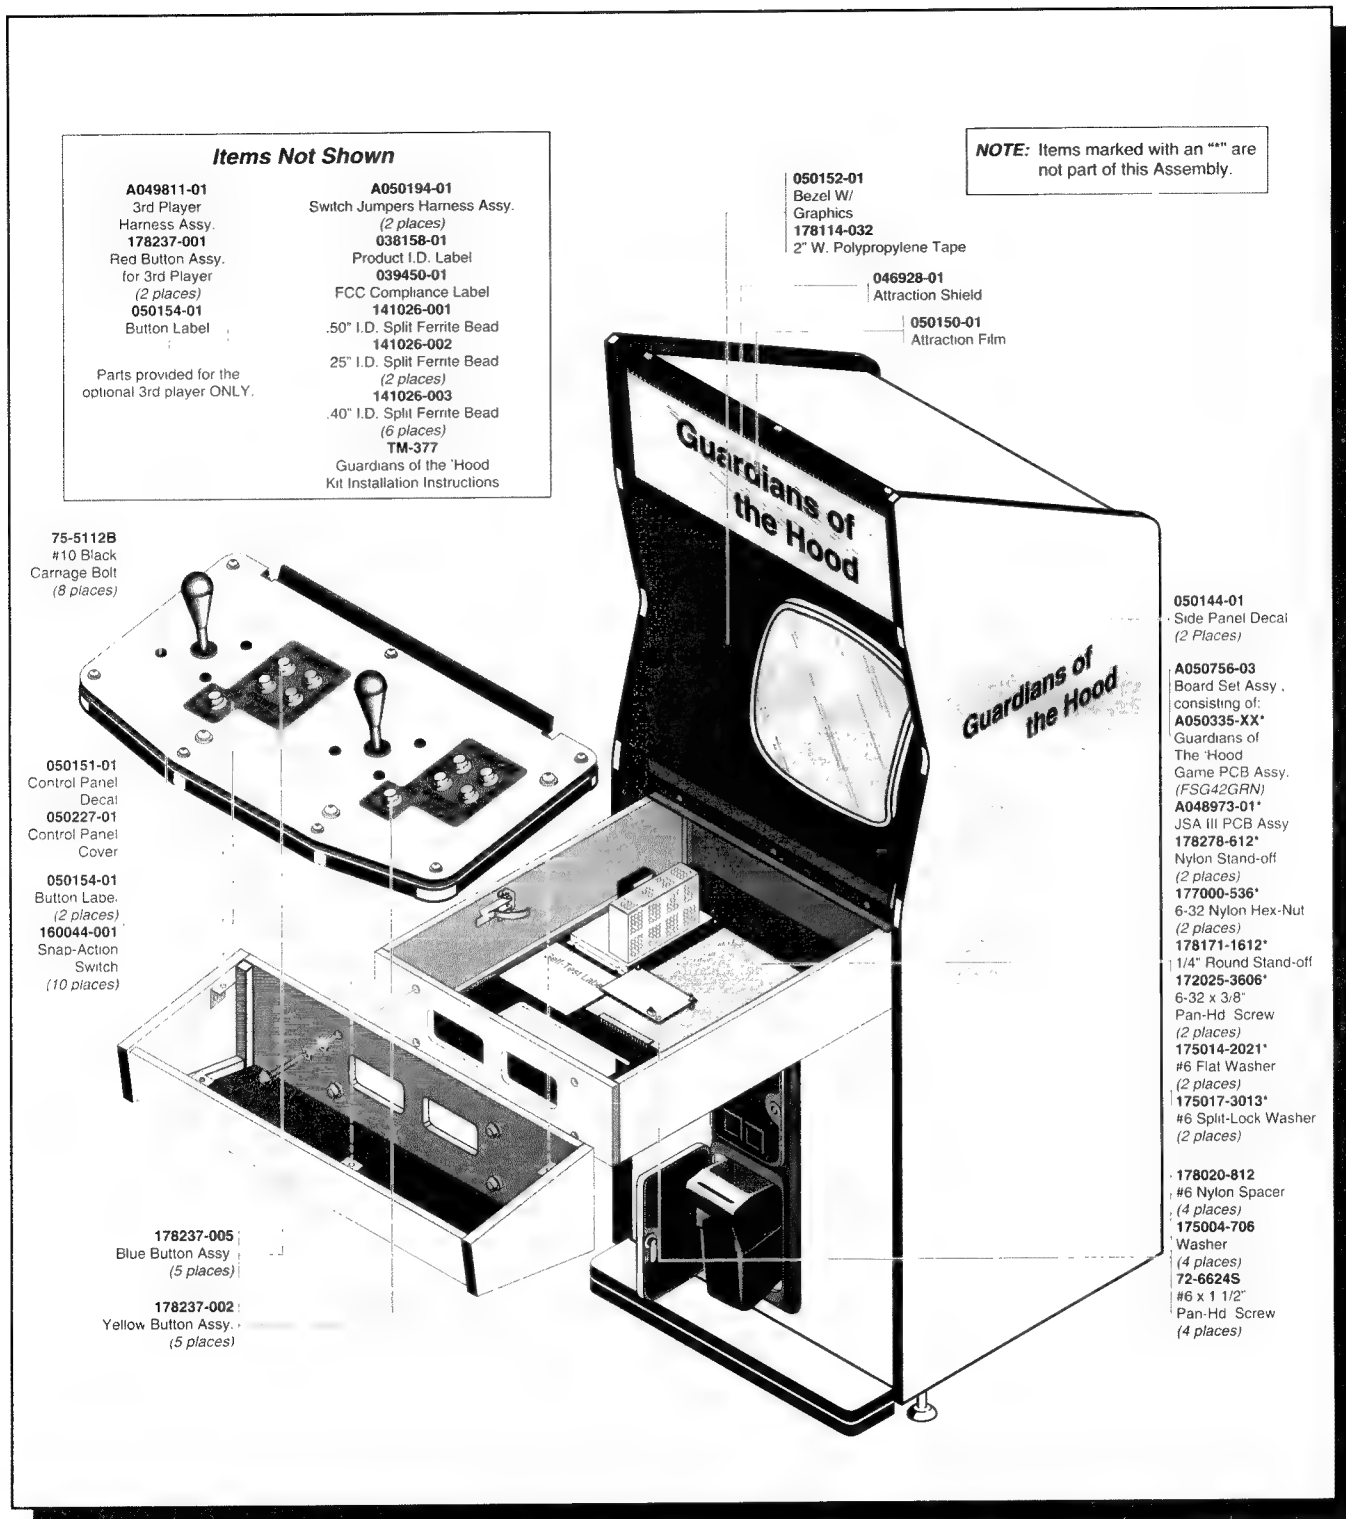 Items Not Shown
A049811-01
3rd Player
Harness Assy.
178237-001
Red Button Assy.
for 3rd Player
(2 places)
050154-01
Button Label
Parts provided for the
optional 3rd player ONLY.
A050194-01
Switch Jumpers Harness Assy.
(2 places)
038158-01
Product I.D. Label
039450-01
FCC Compliance Label
141026-001
.50" I.D. Split Ferrite Bead
141026-002
25" I.D. Split Ferrite Bead
(2 places)
141026-003
.40" I.D. Split Ferrite Bead
(6 places)
TM-377
Guardians of the 'Hood
Kit Installation Instructions
NOTE: Items marked with an "*" are
not part of this Assembly.
050152-01
Bezel W/
Graphics
178114-032
2" W. Polypropylene Tape
046928-01
Attraction Shield
050150-01
Attraction Film
Guardians of
the Hood
75-5112B
#10 Black
Carriage Bolt
(8 places)
050151-01
Control Panel
Decal
050227-01
Control Panel
Cover
050154-01
Button Labe.
(2 places)
160044-001
Snap-Action
Switch
(10 places)
178237-005
Blue Button Assy
(5 places)
178237-002
Yellow Button Assy.
(5 places)
Self-Test Label
Guardians of
the Hood
050144-01
Side Panel Decal
(2 Places)
A050756-03
Board Set Assy.,
consisting of:
A050335-XX*
Guardians of
The 'Hood
Game PCB Assy.
(FSG42GRN)
A048973-01*
JSA III PCB Assy
178278-612*
Nylon Stand-off
(2 places)
177000-536*
6-32 Nylon Hex-Nut
(2 places)
178171-1612*
1/4" Round Stand-off
172025-3606*
6-32 x 3/8"
Pan-Hd Screw
(2 places)
175014-2021*
#6 Flat Washer
(2 places)
175017-3013*
#6 Split-Lock Washer
(2 places)
178020-812
#6 Nylon Spacer
(4 places)
175004-706
Washer
(4 places)
72-6624S
#6 x 1 1/2"
Pan-Hd Screw
(4 places)